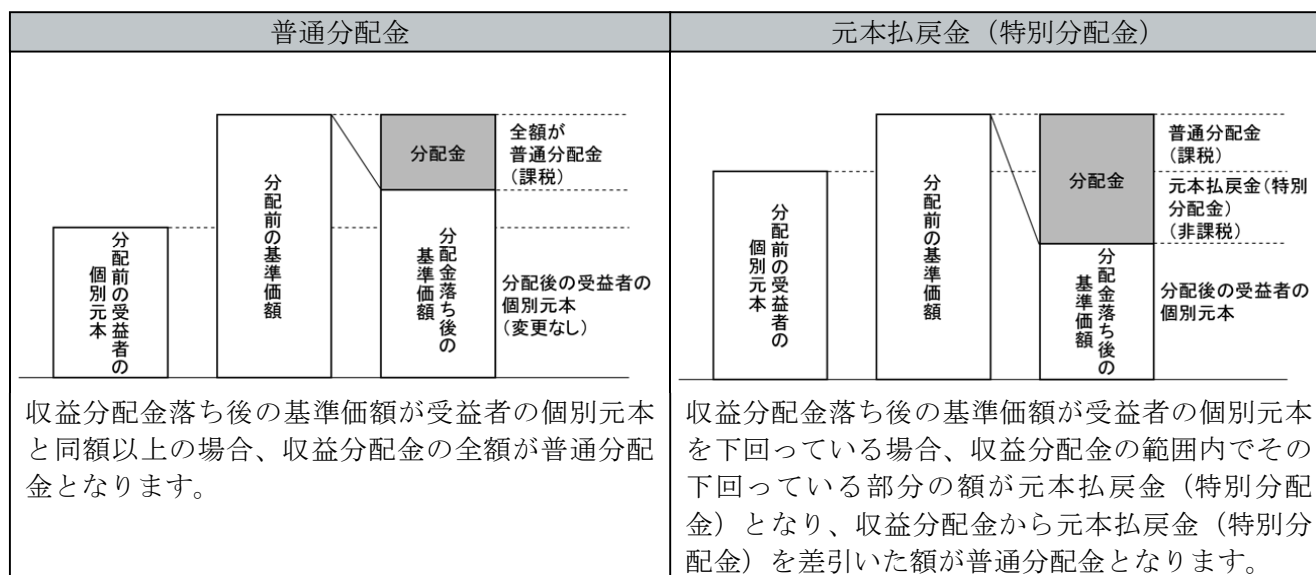 普通分配金
分配前の受益者の
個別元本
分配前の基準価額
分配金
分配金落ち後の
基準価額
全額が
普通分配金
(課税)
分配後の受益者の
個別元本
(変更なし)
収益分配金落ち後の基準価額が受益者の個別元本
と同額以上の場合、収益分配金の全額が普通分配
金となります。
元本払戻金（特別分配金）
分配前の受益者の
個別元本
分配前の基準価額
分配金
分配金落ち後の
基準価額
普通分配金
(課税)
元本払戻金(特別
分配金)
(非課税)
分配後の受益者の
個別元本
収益分配金落ち後の基準価額が受益者の個別元本
を下回っている場合、収益分配金の範囲内でその
下回っている部分の額が元本払戻金（特別分配
金）となり、収益分配金から元本払戻金（特別分
配金）を差引いた額が普通分配金となります。